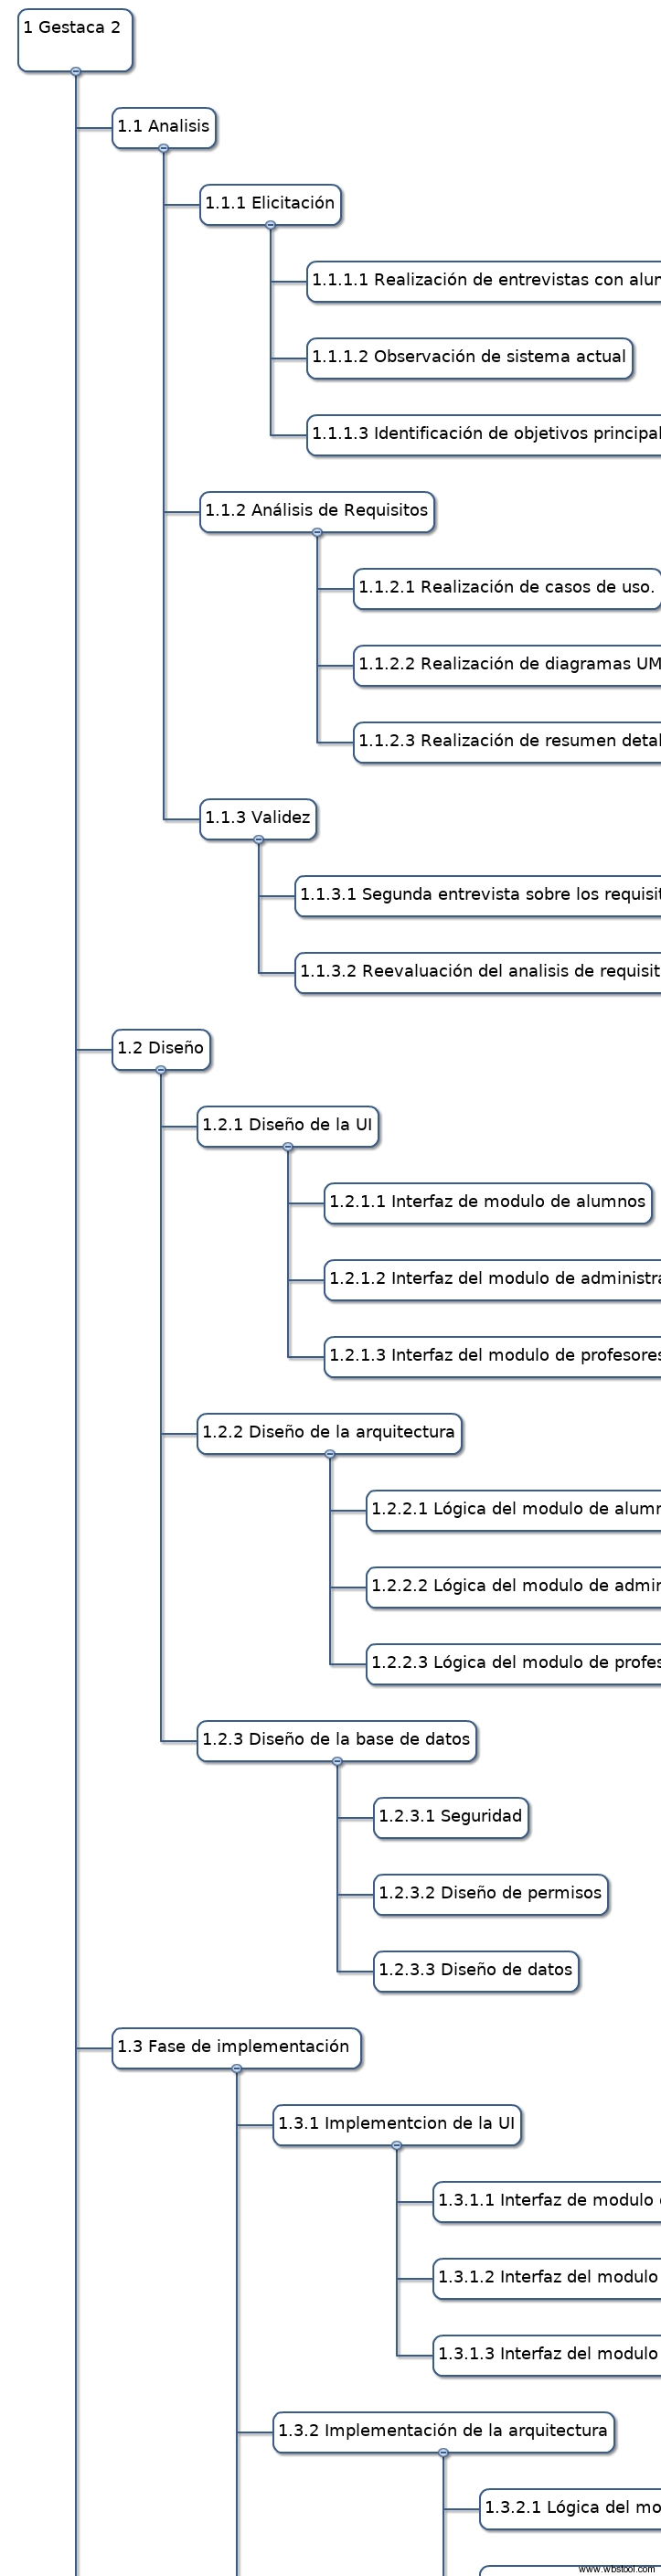 1 Gestaca 2
1.1 Analisis
1.1.1 Elicitación
1.1.1.1 Realización de entrevistas con
1.1.1.2 Observación de sistema actual
1.1.1.3 Identificación de objetivos
1.1.2 Análisis de Requisitos
1.1.2.1 Realización de casos de uso.
1.1.2.2 Realización de diagramas
1.1.2.3 Realización de resumen
1.1.3 Validez
1.1.3.1 Segunda entrevista sobre los
1.1.3.2 Reevaluación del analisis de
1.2 Diseño
1.2.1 Diseño de la UI
1.2.1.1 Interfaz de modulo de alumnos
1.2.1.2 Interfaz del modulo de
1.2.1.3 Interfaz del modulo de profesores
1.2.2 Diseño de la arquitectura
1.2.2.1 Lógica del modulo de
1.2.2.2 Lógica del modulo de
1.2.2.3 Lógica del modulo de
1.2.3 Diseño de la base de datos
1.2.3.1 Seguridad
1.2.3.2 Diseño de permisos
1.2.3.3 Diseño de datos
1.3 Fase de implementación
1.3.1 Implementcion de la UI
1.3.1.1 Interfaz de modulo
1.3.1.2 Interfaz del modulo
1.3.1.3 Interfaz del modulo
1.3.2 Implementación de la arquitectura
1.3.2.1 Lógica del
www.wbstool.com